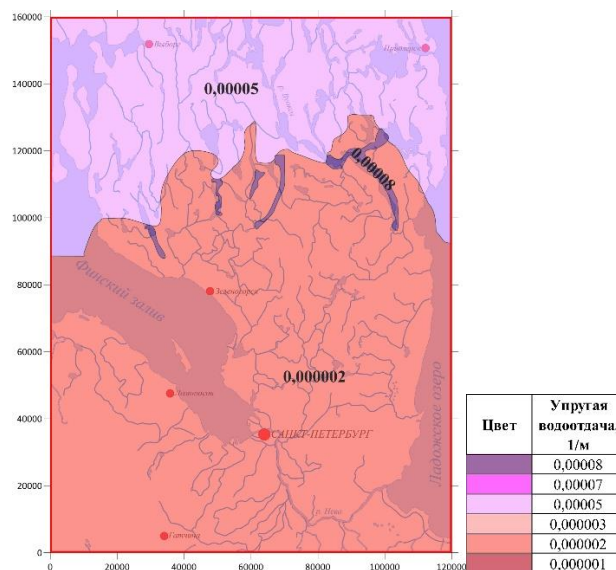 160000
Выборг
Приозерск
0,00005
140000
р. Вуокса
120000
0,00008
100000
80000
Финский залив
Зеленогорск
60000
0,000002
Ломоносов
40000
САНКТ-ПЕТЕРБУРГ
Ладожское озеро
20000
р. Нева
Гатчина
0
0
20000
40000
60000
80000
100000
120000
Цвет
Упругая
водоотдача,
1/м
0,00008
0,00007
0,00005
0,000003
0,000002
0,000001